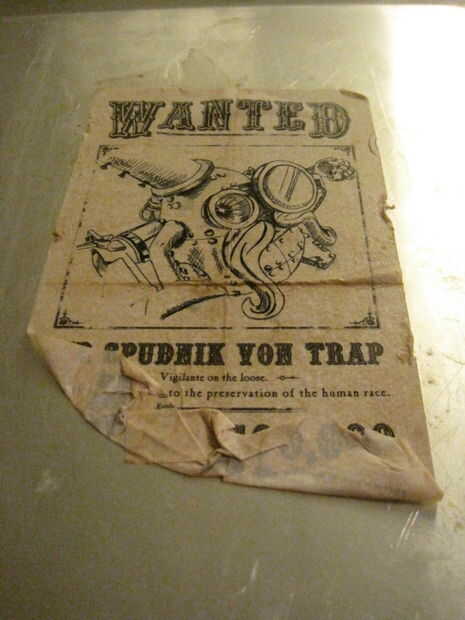 WANTED
SPUDNIK VON TRAP
Vigilante on the loose.
to the preservation of the human race.